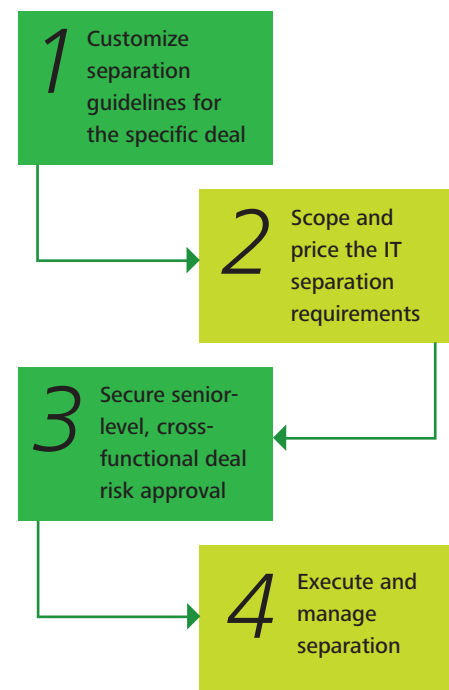 1
Customize
separation
guidelines for
the specific deal
2
Scope and
price the IT
separation
requirements
3
Secure senior-
level, cross-
functional deal
risk approval
4
Execute and
manage
separation